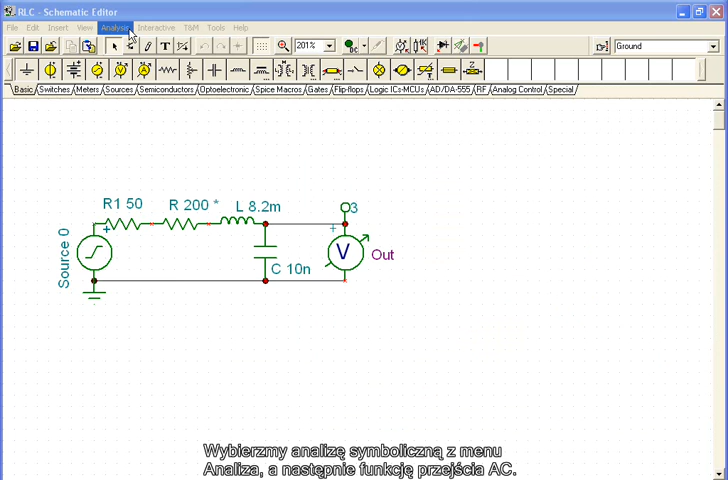 RLC - Schematic Editor
File Edit Insert View Analysis Interactive T&M Tools Help
201% DC Ground
Basic Switches Meters Sources Semiconductors Optoelectronic Spice Macros Gates Flip-flops Logic ICs-MCUs AD/DA-555 RF Analog Control Special
R1 50 R 200 * L 8.2m 3
+ +
V Out
Source 0
C 10n
Wybierzmy analizę symboliczną z menu
Analiza, a następnie funkcję przejścia AC.